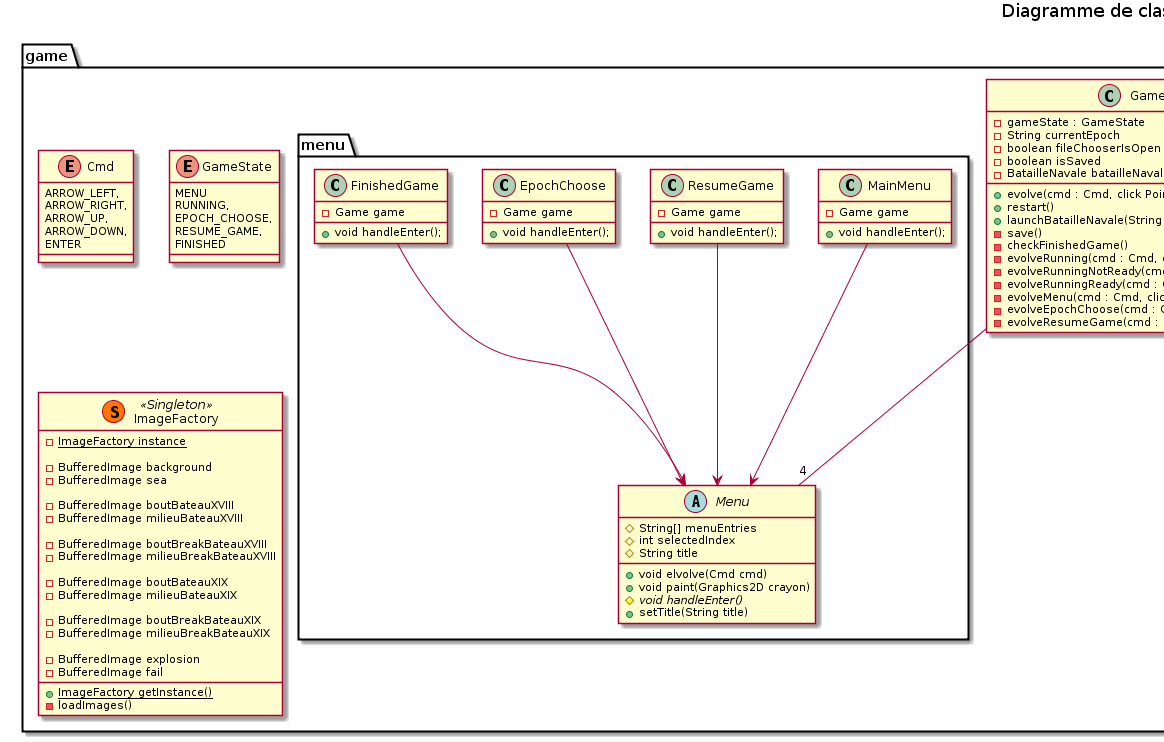 Diagramme de
game
C Game
gameState : GameState
String currentEpoch
boolean fileChooserIsOpen
boolean isSaved
BatailleNavale
evolve(cmd : Cmd, click
restart()
launchBatailleNavale(String
save()
checkFinishedGame()
evolveRunning(cmd : Cmd,
evolveRunningNotReady(
evolveRunningReady(cmd :
evolveMenu(cmd : Cmd,
evolveEpochChoose(cmd :
evolveResumeGame(cmd :
E Cmd
ARROW_LEFT,
ARROW_RIGHT,
ARROW_UP,
ARROW_DOWN,
ENTER
E GameState
MENU
RUNNING,
EPOCH_CHOOSE,
RESUME_GAME,
FINISHED
menu
C FinishedGame
Game game
void handleEnter();
C EpochChoose
Game game
void handleEnter();
C ResumeGame
Game game
void handleEnter();
C MainMenu
Game game
void handleEnter();
4
A Menu
String[] menuEntries
int selectedIndex
String title
void elvolve(Cmd cmd)
void paint(Graphics2D crayon)
void handleEnter()
setTitle(String title)
S «Singleton»
ImageFactory
ImageFactory instance
BufferedImage background
BufferedImage sea
BufferedImage boutBateauXVIII
BufferedImage milieuBateauXVIII
BufferedImage boutBreakBateauXVIII
BufferedImage milieuBreakBateauXVIII
BufferedImage boutBateauXIX
BufferedImage milieuBateauXIX
BufferedImage boutBreakBateauXIX
BufferedImage milieuBreakBateauXIX
BufferedImage explosion
BufferedImage fail
ImageFactory getInstance()
loadImages()